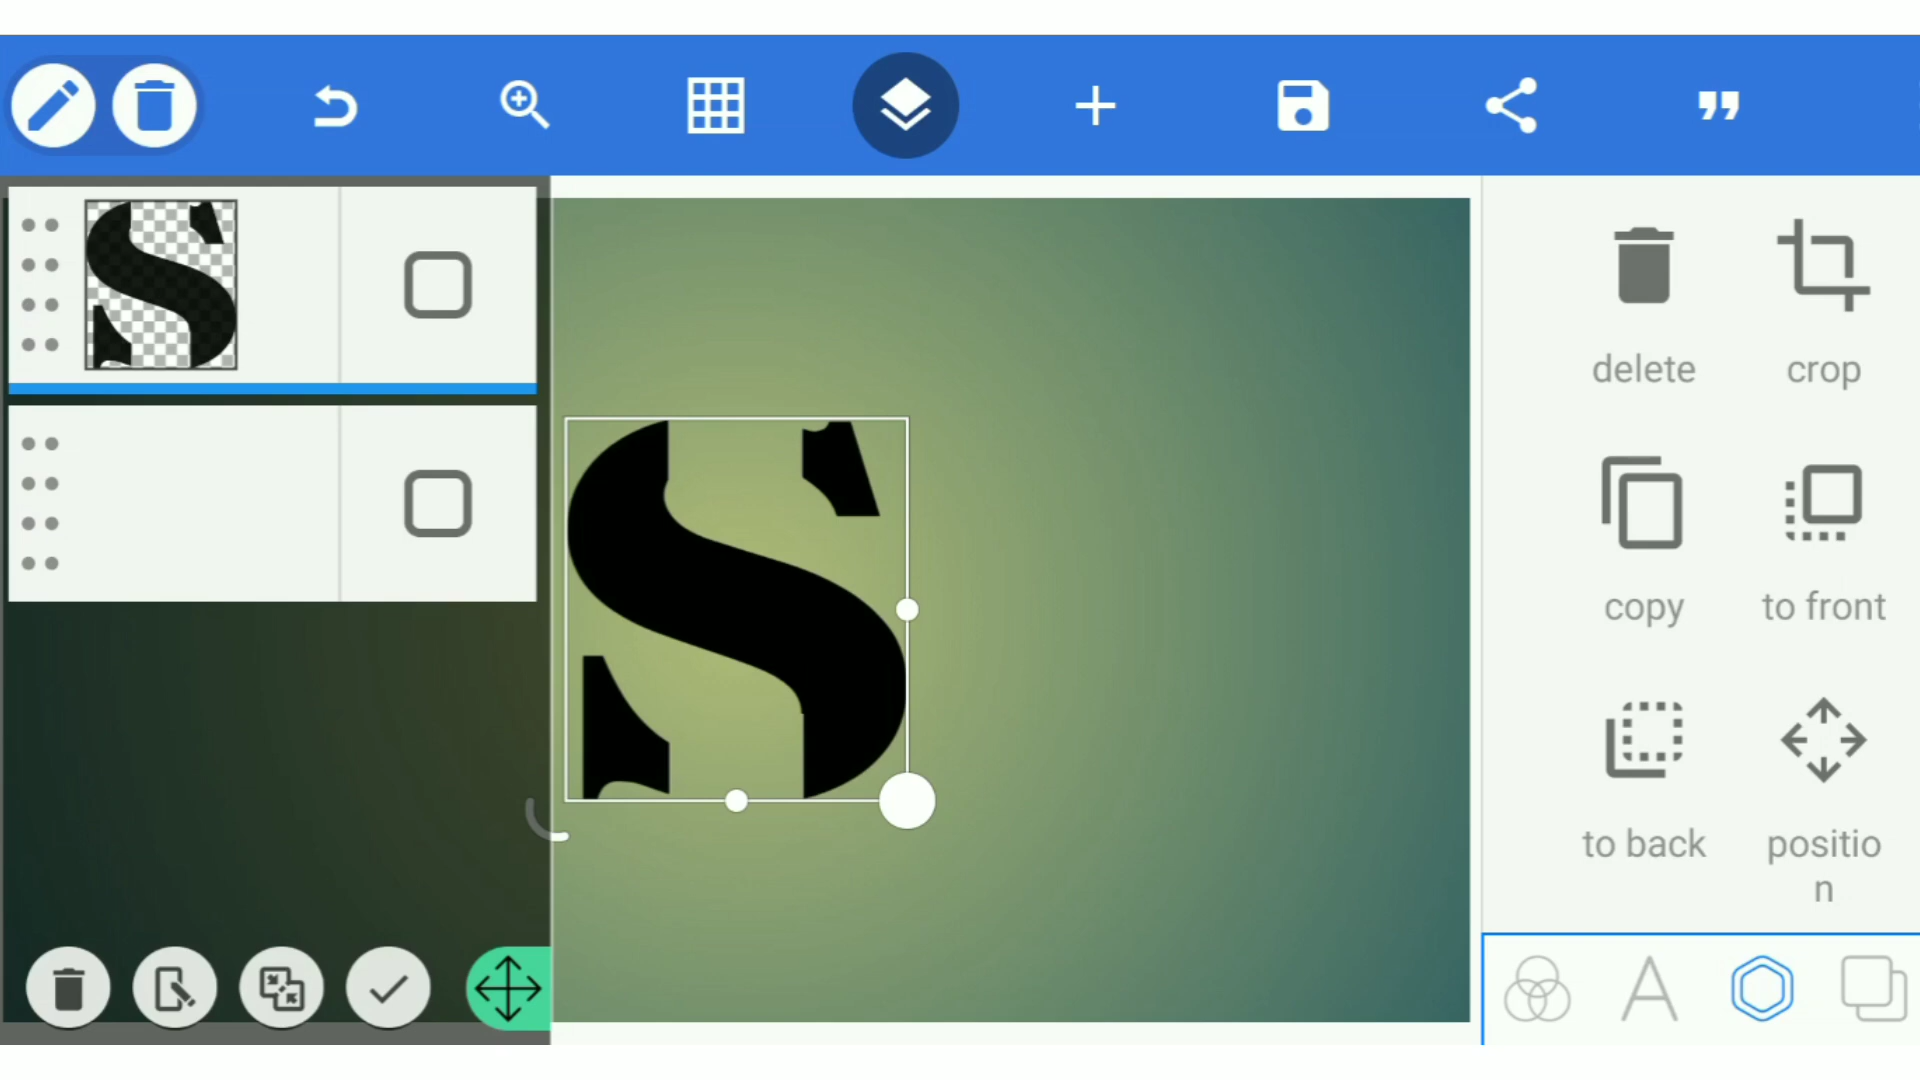 S
S
delete
crop
copy
to front
to back
positio
n